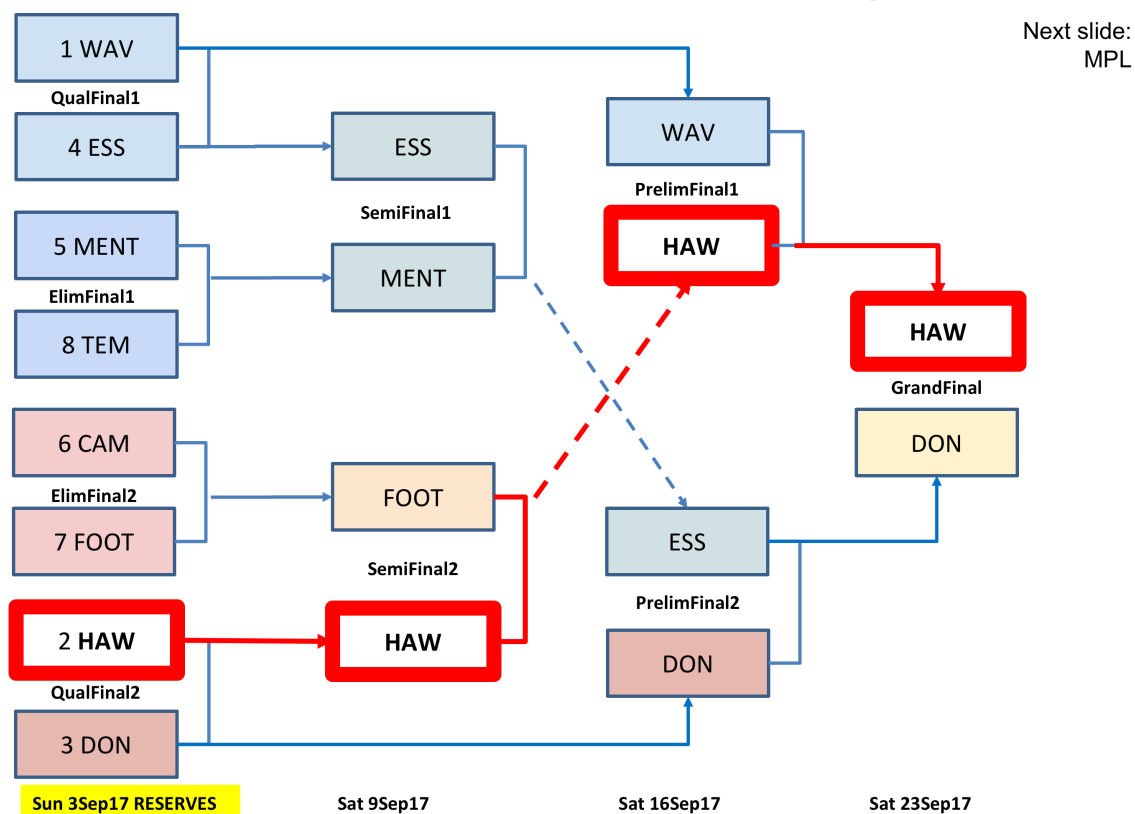 Next slide:
MPL
1 WAV
QualFinal1
4 ESS
5 MENT
ElimFinal1
8 TEM
6 CAM
ElimFinal2
7 FOOT
2 HAW
QualFinal2
3 DON
Sun 3Sep17 RESERVES
ESS
SemiFinal1
MENT
FOOT
SemiFinal2
HAW
Sat 9Sep17
WAV
PrelimFinal1
HAW
ESS
PrelimFinal2
DON
Sat 16Sep17
HAW
GrandFinal
DON
Sat 23Sep17